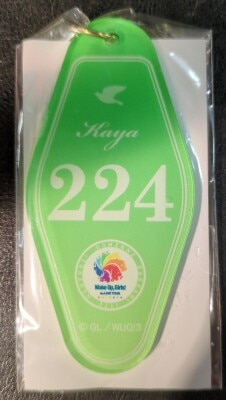 Kaya
224
Wake Up, Girls!
© GL / WUG3